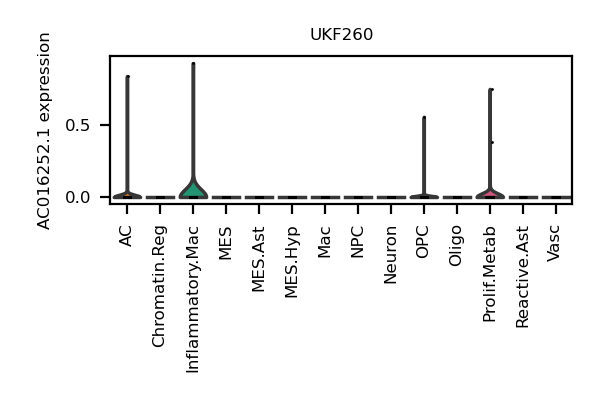 UKF260
AC016252.1 expression
0.5
0.0
AC
Chromatin.Reg
Inflammatory.Mac
MES
MES.Ast
MES.Hyp
Mac
NPC
Neuron
OPC
Oligo
Prolif.Metab
Reactive.Ast
Vasc